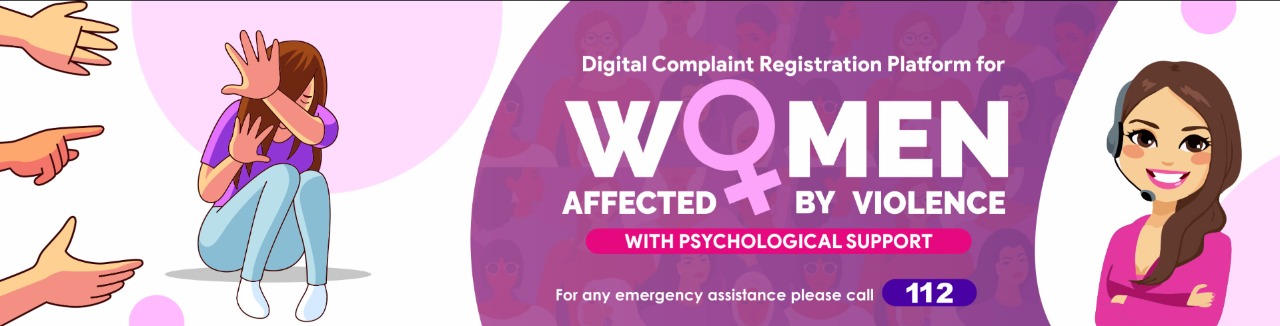 Digital Complaint Registration Platform for
WOMEN
AFFECTED BY VIOLENCE
WITH PSYCHOLOGICAL SUPPORT
For any emergency assistance please call 112